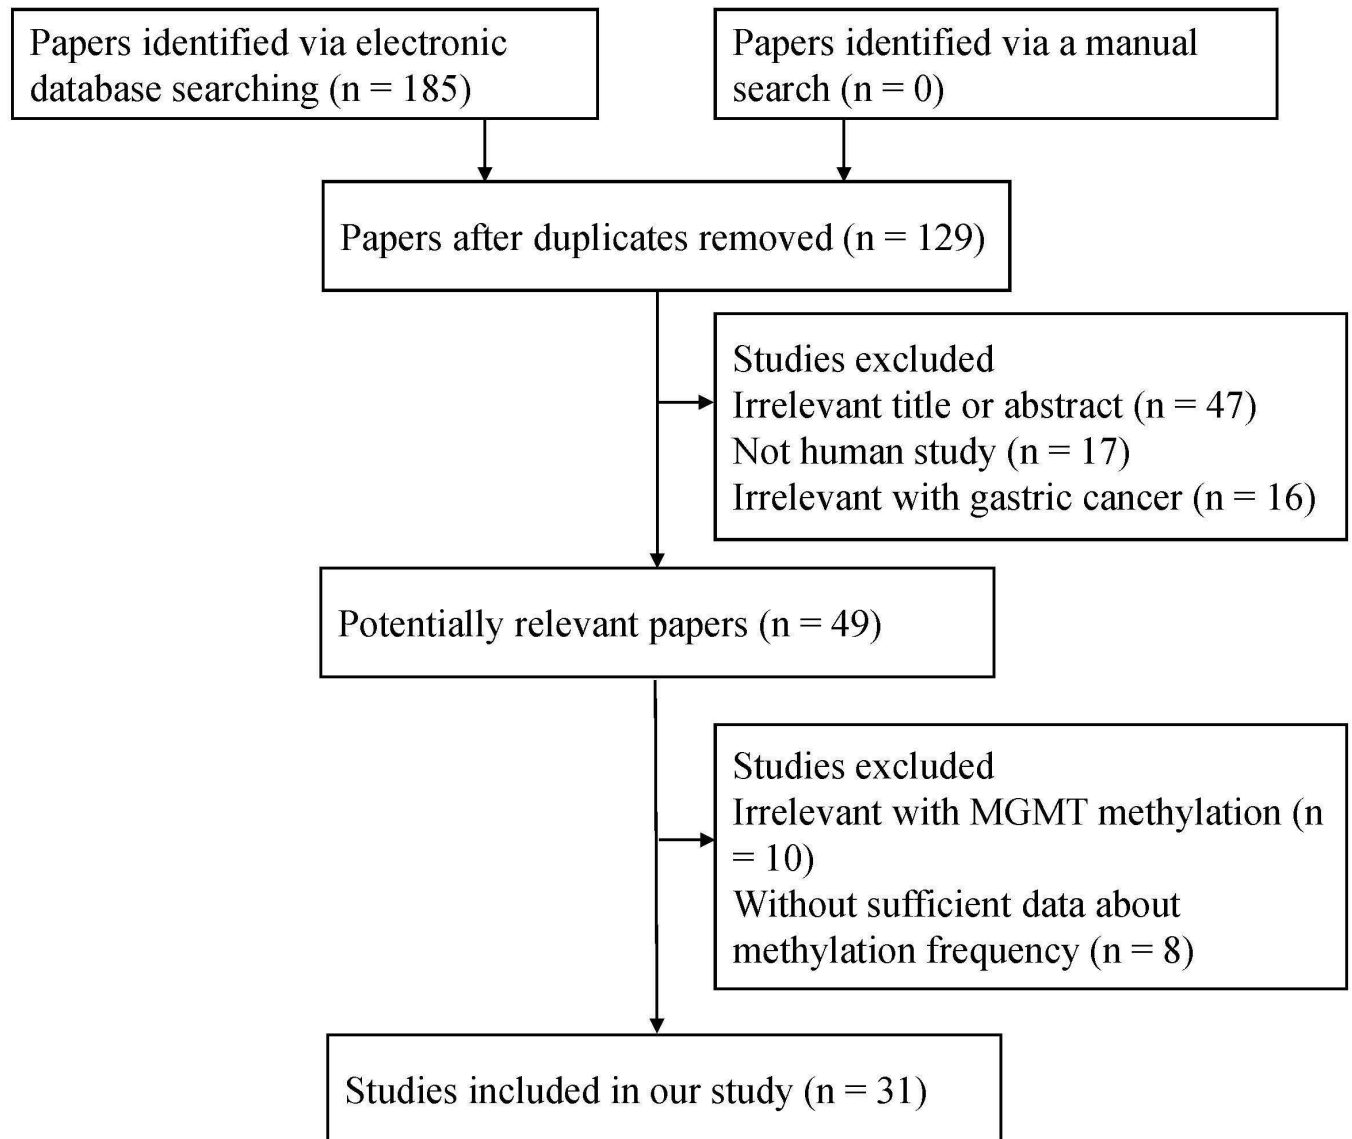 Papers identified via electronic
database searching (n = 185)
Papers identified via a manual
search (n = 0)
Papers after duplicates removed (n = 129)
Studies excluded
Irrelevant title or abstract (n = 47)
Not human study (n = 17)
Irrelevant with gastric cancer (n = 16)
Potentially relevant papers (n = 49)
Studies excluded
Irrelevant with MGMT methylation (n
= 10)
Without sufficient data about
methylation frequency (n = 8)
Studies included in our study (n = 31)